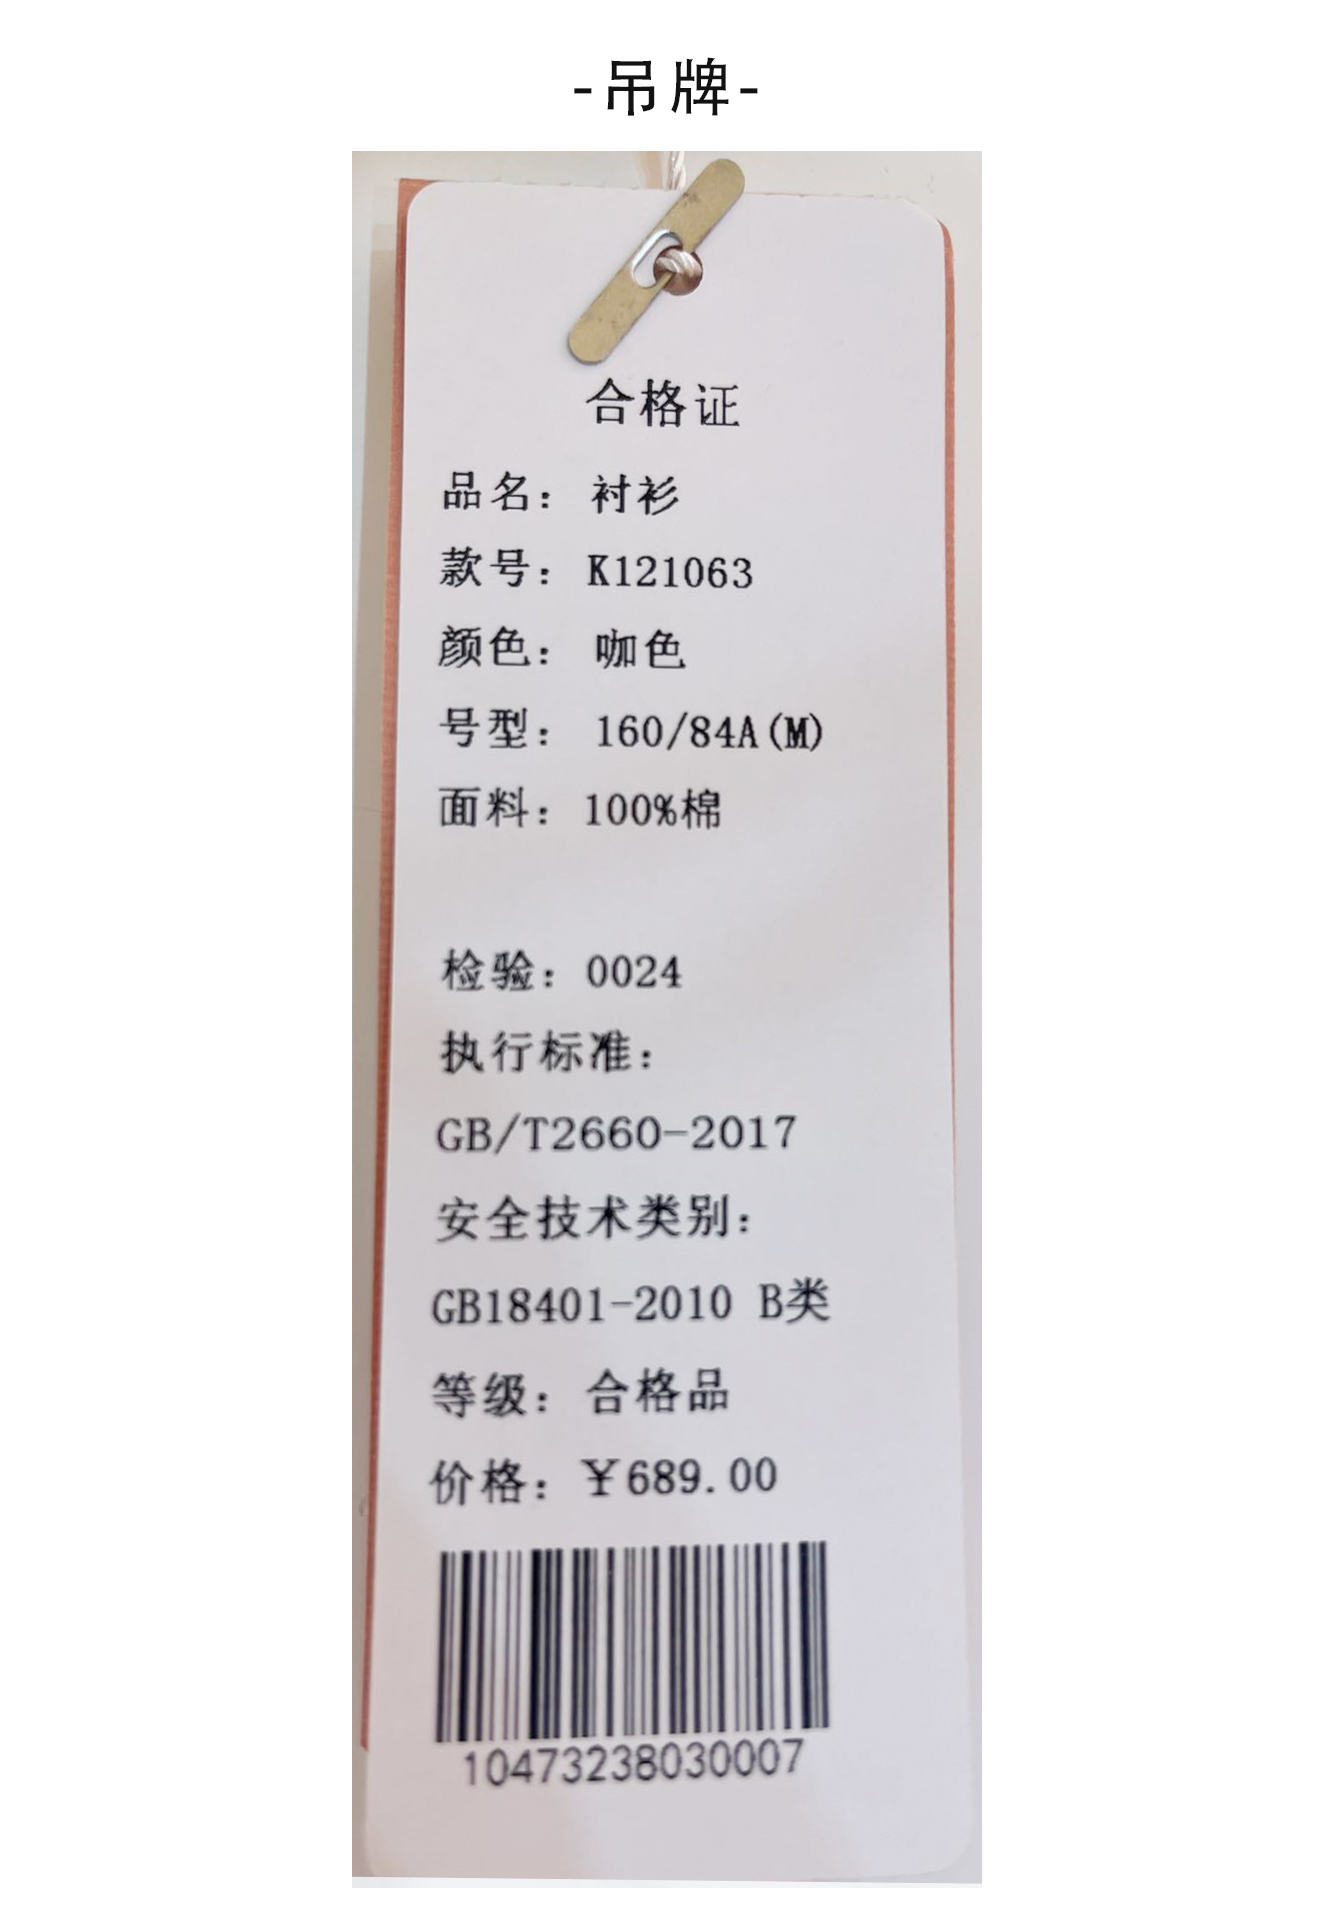 -吊牌-
合格证
品名：衬衫
款号：K121063
颜色：咖色
号型：160/84A(M)
面料：100%棉
检验：0024
执行标准：
GB/T2660-2017
安全技术类别：
GB18401-2010 B类
等级：合格品
价格：￥689.00
10473238030007